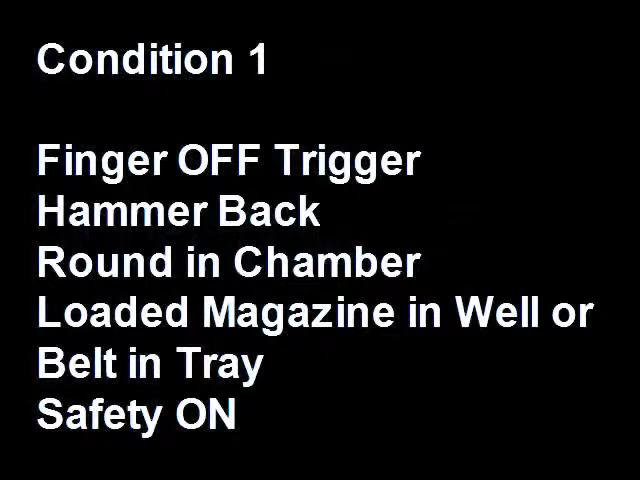 Condition 1
Finger OFF Trigger
Hammer Back
Round in Chamber
Loaded Magazine in Well or
Belt in Tray
Safety ON